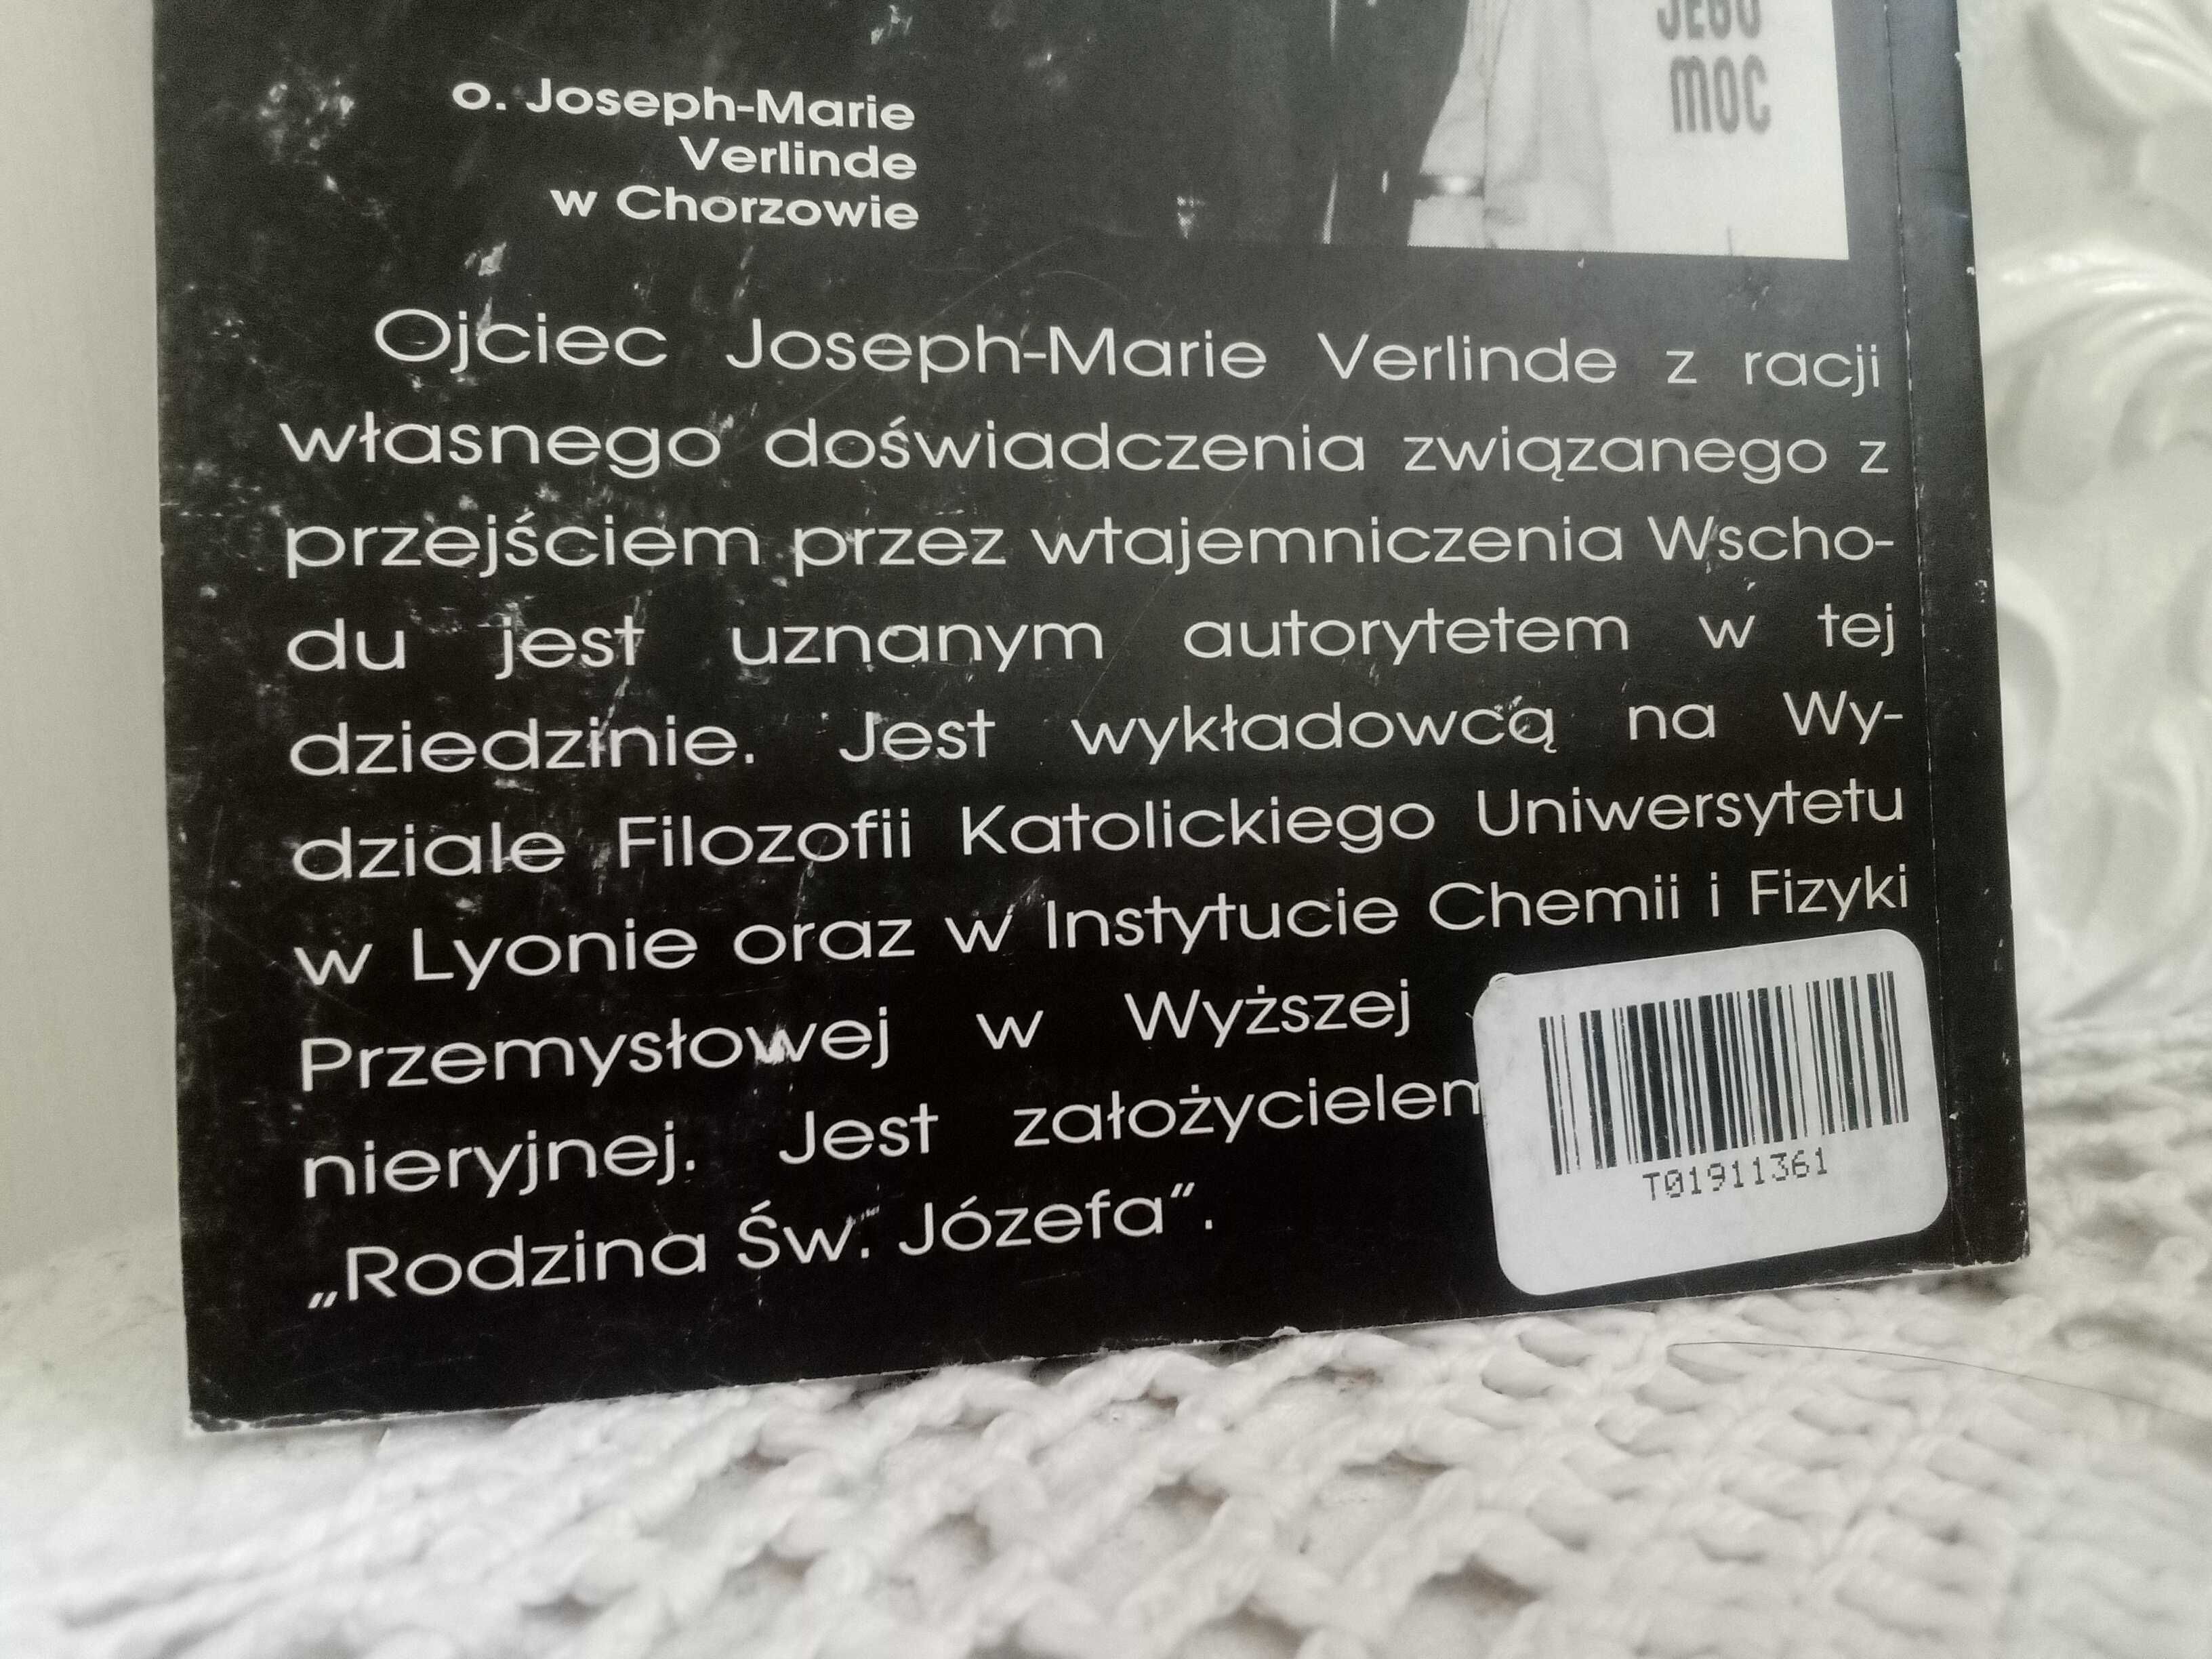 JEGO
MOC
o. Joseph-Marie
Verlinde
w Chorzowie
Ojciec Joseph-Marie Verlinde z racji
własnego doświadczenia związanego z
przejściem przez wtajemniczenia Wscho-
du jest uznanym autorytetem w tej
dziedzinie. Jest wykładowcą na Wy-
dziale Filozofii Katolickiego Uniwersytetu
w Lyonie oraz w Instytucie Chemii i Fizyki
Przemysłowej w Wyższej
nieryjnej. Jest założycielem
„Rodzina Św. Józefa”.
T01911361